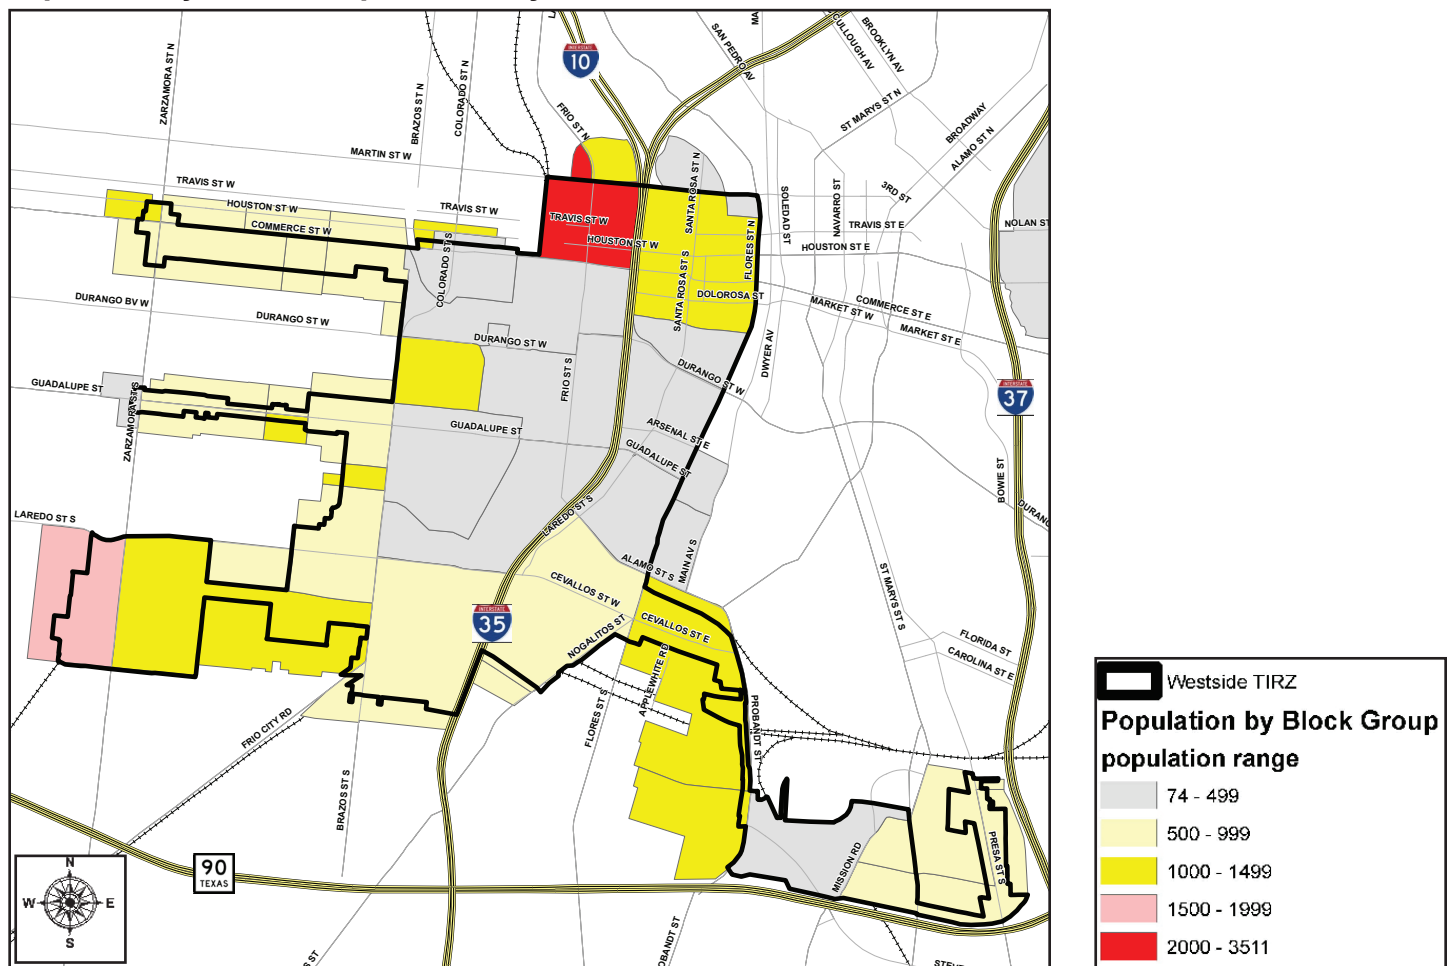 INTERSTATE
10
SAN PEDRO AV
CULLOUGH AV
BROOKLYN AV
ZARZAMORA ST N
BRAZOS ST N
COLORADO ST N
FRIO ST N
ST MARYS ST N
BROADWAY
ALAMO ST N
MARTIN ST W
TRAVIS ST W
HOUSTON ST W
COMMERCE ST W
TRAVIS ST W
COLORADO ST S
TRAVIS ST W
HOUSTON ST W
SANTA ROSA ST N
SANTA ROSA ST S
FLORES ST N
DOLOROSA ST
SOLEDAD ST
NAVARRO ST
3RD ST
TRAVIS ST E
HOUSTON ST E
NOLAN ST
COMMERCE ST E
MARKET ST W
MARKET ST E
DURANGO BV W
DURANGO ST W
DURANGO ST W
FRIO ST S
DURANGO ST W
DWYER AV
INTERSTATE
37
GUADALUPE ST
ZARZAMORA ST S
GUADALUPE ST
ARSENAL ST E
GUADALUPE ST
BOWIE ST
DURANG
LAREDO ST S
LAREDO ST S
ALAMO ST S
MAIN AV S
CEVALLOS ST W
CEVALLOS ST E
NOGALITOS ST
INTERSTATE
35
ST MARYS ST S
FLORIDA ST
CAROLINA ST E
FLORES ST S
APPLEWHITE RD
PROBANDT ST
FRIO CITY RD
BRAZOS ST S
MISSION RD
PRESA ST S
90
TEXAS
N
W
E
S
OBANDT ST
S ST
Westside TIRZ
Population by Block Group
population range
74 - 499
500 - 999
1000 - 1499
1500 - 1999
2000 - 3511